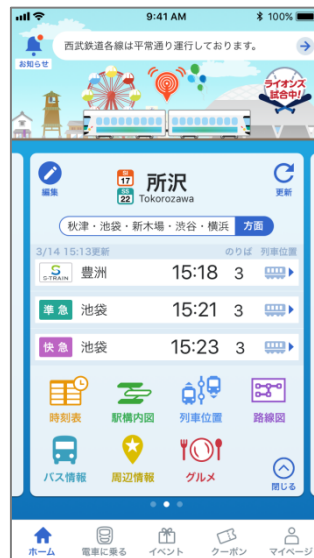 9:41 AM 100%
西武鉄道各線は平常通り運行しております。
お知らせ
ライオンズ
試合中!
編集
SI
17
SS
22
所沢
Tokorozawa
更新
秋津・池袋・新木場・渋谷・横浜 方面
3/14 15:13更新 のりば 列車位置
S-TRAIN 豊洲 15:18 3
準急 池袋 15:21 3
快急 池袋 15:23 3
時刻表 駅構内図 列車位置 路線図
バス情報 周辺情報 グルメ 閉じる
ホーム 電車に乗る イベント クーポン マイページ